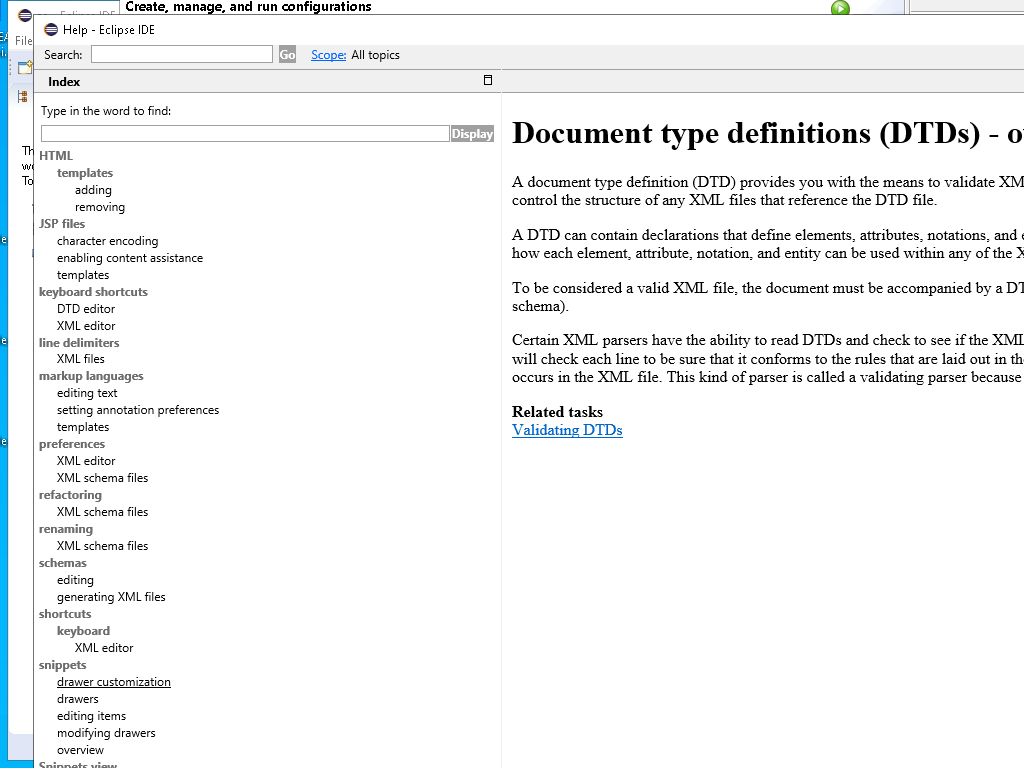 Create, manage, and run configurations
Eclipse IDE
File
Help - Eclipse IDE
Search:
Go
Scope: All topics
Index
Type in the word to find:
Display
HTML
templates
adding
removing
JSP files
character encoding
enabling content assistance
templates
keyboard shortcuts
DTD editor
XML editor
line delimiters
XML files
markup languages
editing text
setting annotation preferences
templates
preferences
XML editor
XML schema files
refactoring
XML schema files
renaming
XML schema files
schemas
editing
generating XML files
shortcuts
keyboard
XML editor
snippets
drawer customization
drawers
editing items
modifying drawers
overview
Snippets view
Document type definitions (DTDs) - o
A document type definition (DTD) provides you with the means to validate XM
control the structure of any XML files that reference the DTD file.
A DTD can contain declarations that define elements, attributes, notations, and e
how each element, attribute, notation, and entity can be used within any of the X
To be considered a valid XML file, the document must be accompanied by a DT
schema).
Certain XML parsers have the ability to read DTDs and check to see if the XML
will check each line to be sure that it conforms to the rules that are laid out in the
occurs in the XML file. This kind of parser is called a validating parser because
Related tasks
Validating DTDs